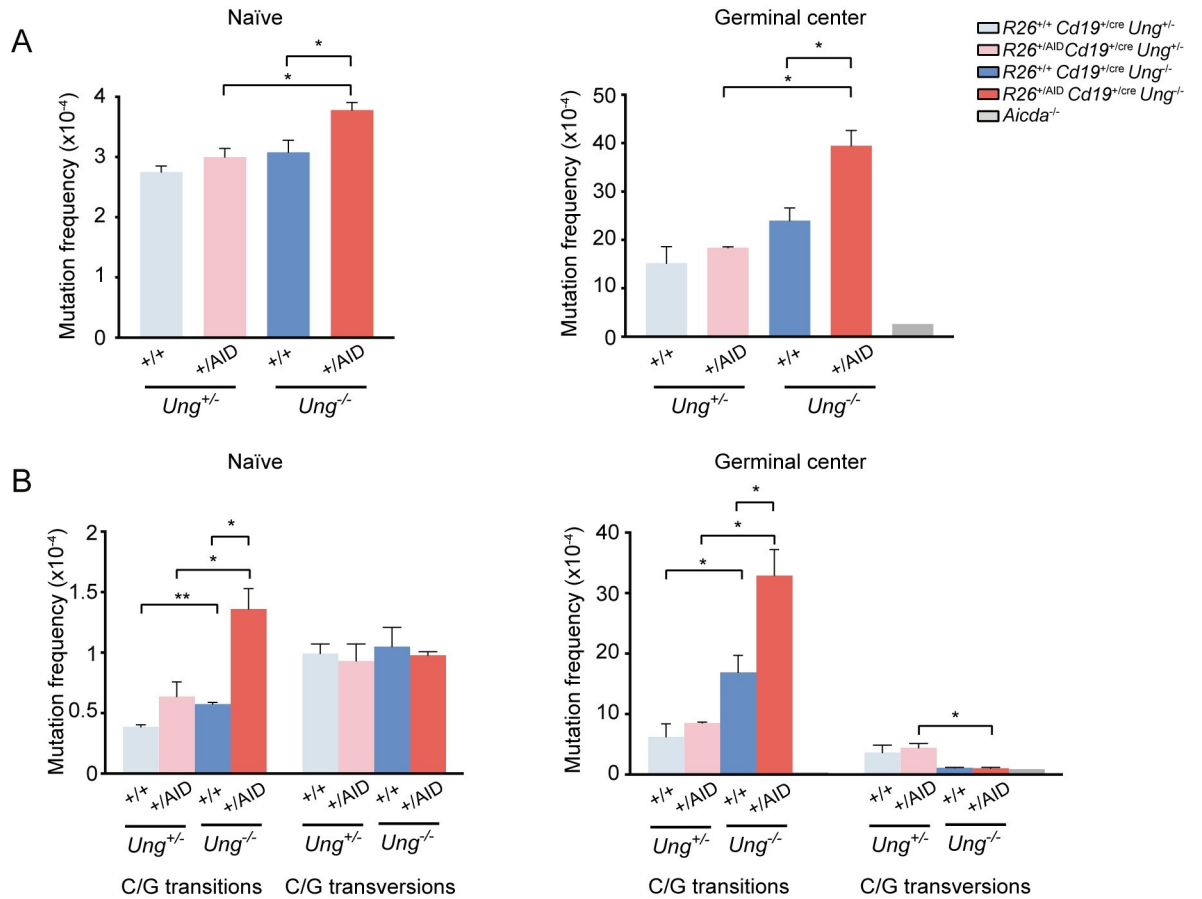 A
Naïve
Germinal center
R26+/+ Cd19+/cre Ung+/-
R26+/AID Cd19+/cre Ung+/-
R26+/+ Cd19+/cre Ung-/-
R26+/AID Cd19+/cre Ung-/-
Aicda-/-
Mutation frequency (x10-4)
4
3
2
1
0
*
*
+/+
+/AID
+/+
+/AID
Ung+/-
Ung-/-
Mutation frequency (x10-4)
50
40
30
20
10
0
*
*
+/+
+/AID
+/+
+/AID
Ung+/-
Ung-/-
B
Naïve
Germinal center
Mutation frequency (x10-4)
2
1.5
1
0.5
0
*
*
**
+/+
+/AID
+/+
+/AID
+/+
+/AID
+/+
+/AID
Ung+/-
Ung-/-
Ung+/-
Ung-/-
C/G transitions
C/G transversions
Mutation frequency (x10-4)
40
30
20
10
0
*
*
*
*
+/+
+/AID
+/+
+/AID
+/+
+/AID
+/+
+/AID
Ung+/-
Ung-/-
Ung+/-
Ung-/-
C/G transitions
C/G transversions